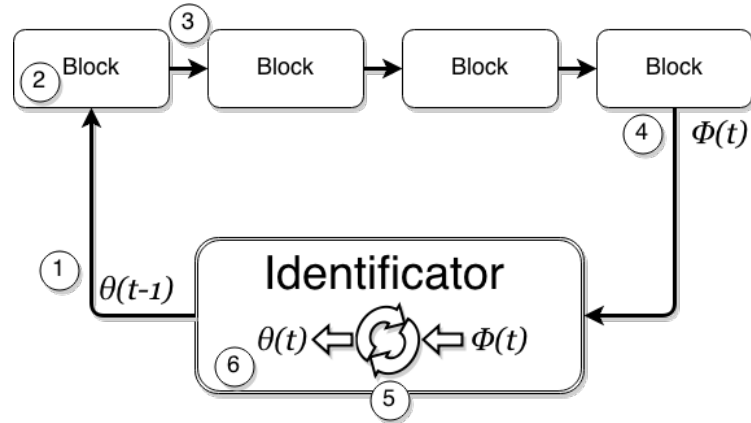 3
Block
Block
Block
Block
2
4
Φ(t)
1
θ(t-1)
Identificator
θ(t)
Φ(t)
6
5